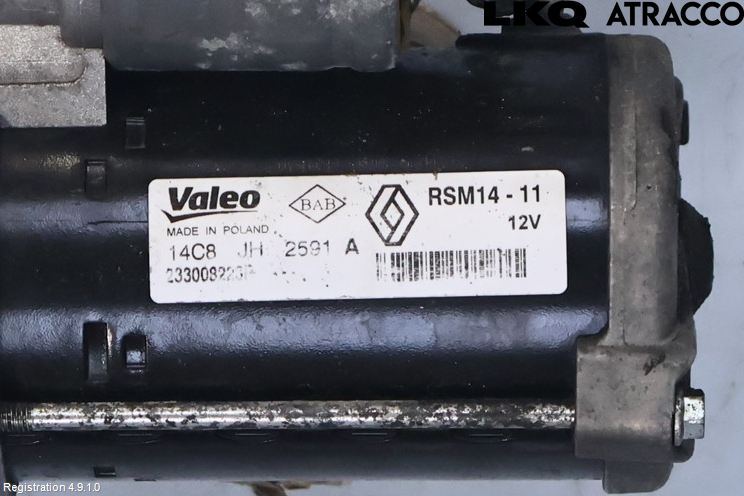 LKQ ATRACCO
Valeo
MADE IN POLAND
BAB
RSM14 - 11
12V
14C8 JH 2591 A
Registration 4.9.1.0